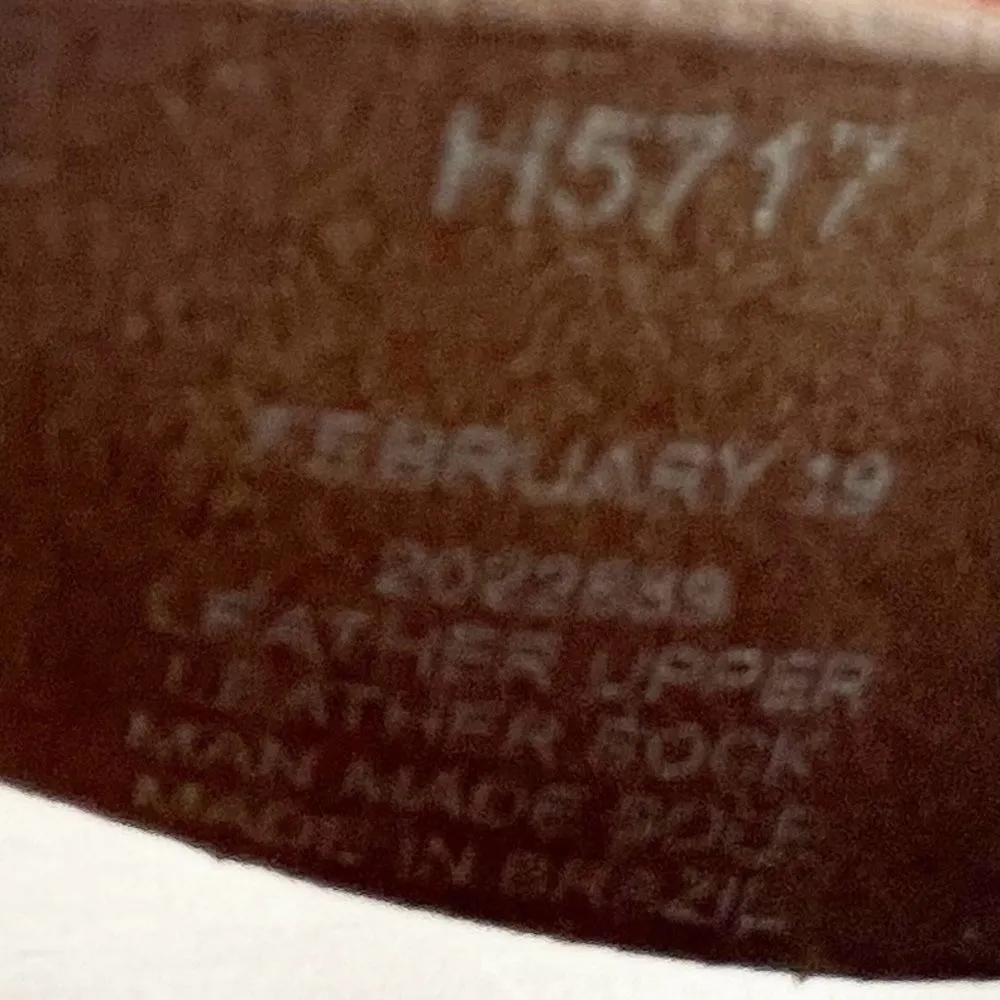 H5717
FEBRUARY 19
LEATHER UPPER
LEATHER SOCK
MAN MADE SOLE
MADE IN BRAZIL